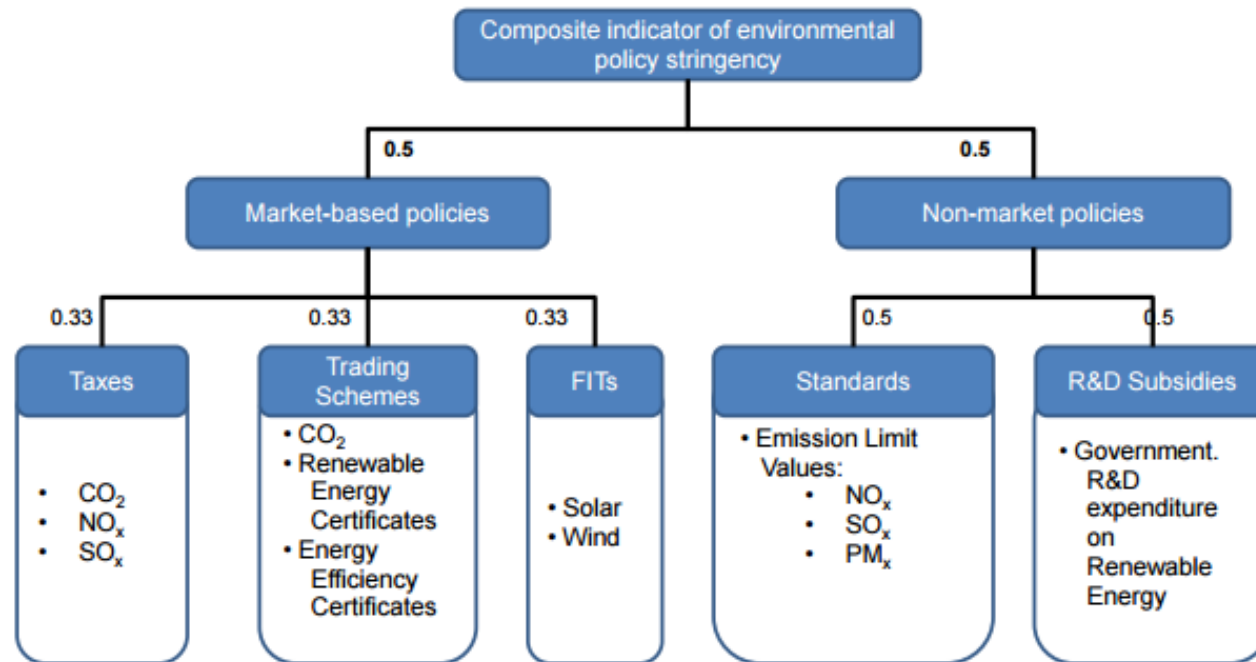 Composite indicator of environmental
policy stringency
0.5
0.5
Market-based policies
Non-market policies
0.33
0.33
0.33
0.5
0.5
Taxes
• CO₂
• NOₓ
• SOₓ
Trading
Schemes
• CO₂
• Renewable
Energy
Certificates
• Energy
Efficiency
Certificates
FITs
• Solar
• Wind
Standards
• Emission Limit
Values:
• NOₓ
• SOₓ
• PMₓ
R&D Subsidies
• Government.
R&D
expenditure
on
Renewable
Energy